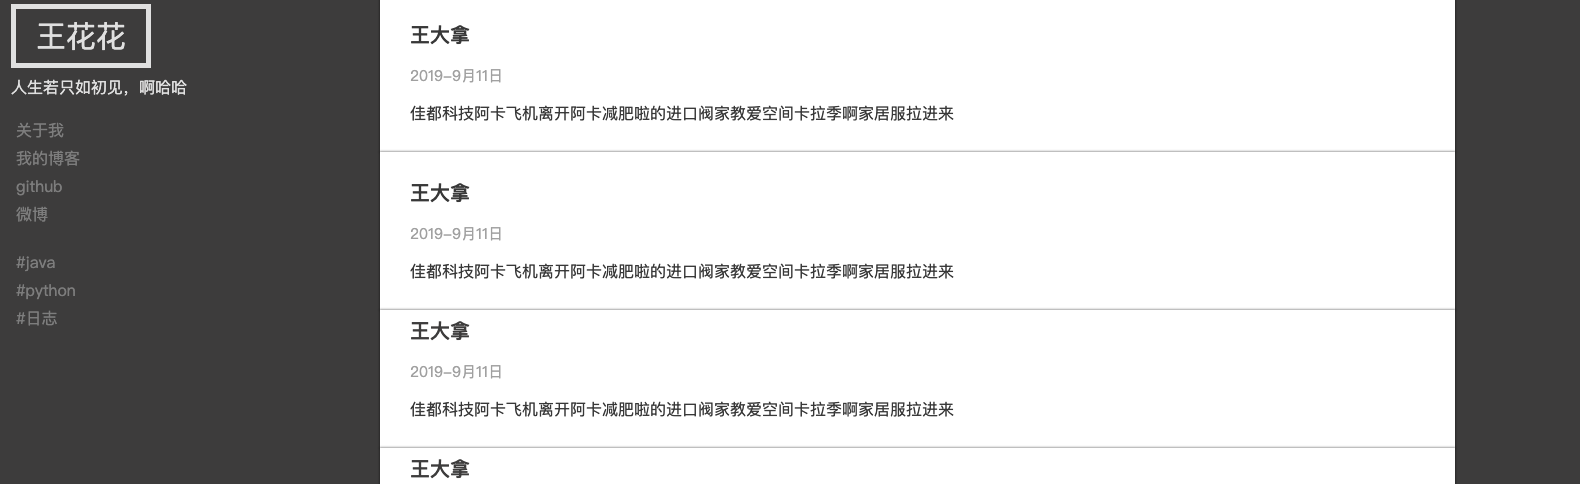 王花花
人生若只如初见，啊哈哈
关于我
我的博客
github
微博
#java
#python
#日志
王大拿
2019-9月11日
佳都科技阿卡飞机离开阿卡减肥啦的进口阀家教爱空间卡拉季啊家居服拉进来
王大拿
2019-9月11日
佳都科技阿卡飞机离开阿卡减肥啦的进口阀家教爱空间卡拉季啊家居服拉进来
王大拿
2019-9月11日
佳都科技阿卡飞机离开阿卡减肥啦的进口阀家教爱空间卡拉季啊家居服拉进来
王大拿